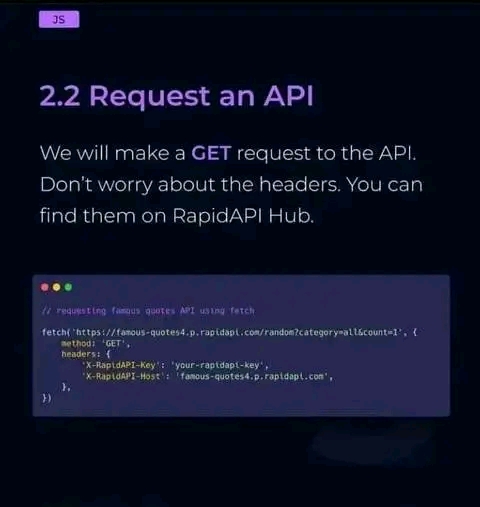 JS
2.2 Request an API
We will make a GET request to the API.
Don't worry about the headers. You can
find them on RapidAPI Hub.
// requesting famous quotes API using fetch
fetch('https://famous-quotes4.p.rapidapi.com/random?category=all&count=1', {
    method: 'GET',
    headers: {
        'X-RapidAPI-Key': 'your-rapidapi-key',
        'X-RapidAPI-Host': 'famous-quotes4.p.rapidapi.com',
    },
})